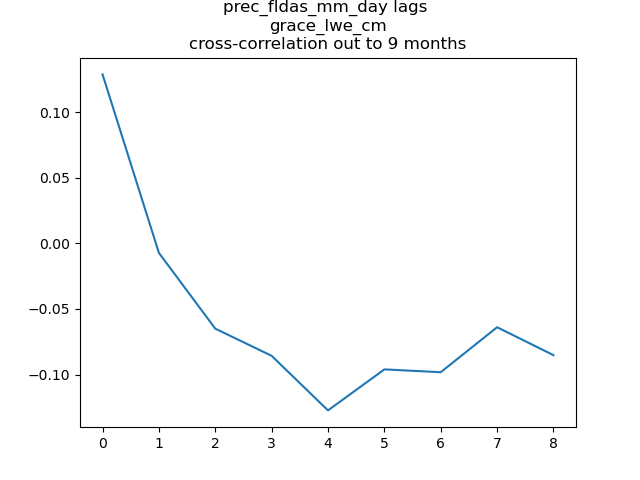 prec_fldas_mm_day lags
grace_lwe_cm
cross-correlation out to 9 months
0.10
0.05
0.00
−0.05
−0.10
0 1 2 3 4 5 6 7 8